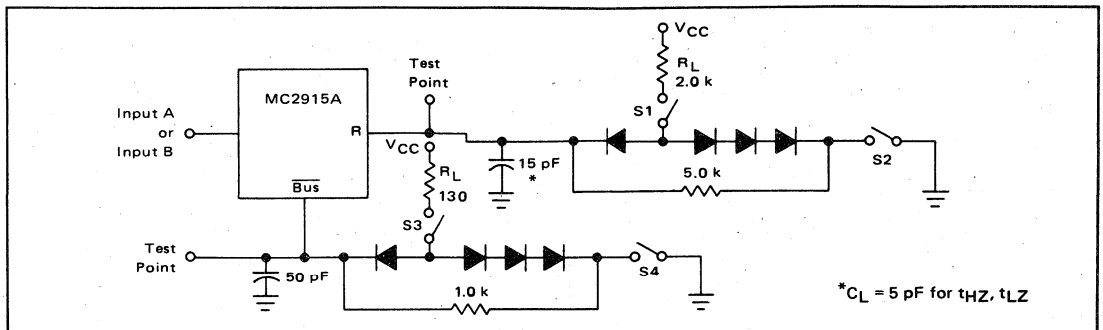 VCC
RL
2.0 k
S1
Test
Point
MC2915A
Input A
or
Input B
R
VCC
RL
130
S3
15 pF
*
5.0 k
S2
Bus
Test
Point
50 pF
1.0 k
S4
*CL = 5 pF for tHZ, tLZ